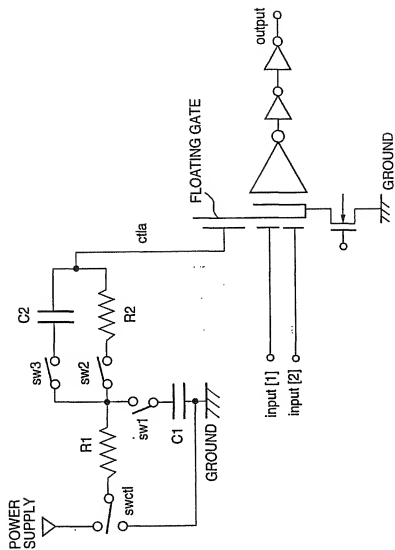 POWER
SUPPLY
swctl
R1
sw1
C1
GROUND
sw3
sw2
C2
R2
ctla
input [1]
input [2]
FLOATING GATE
GROUND
output